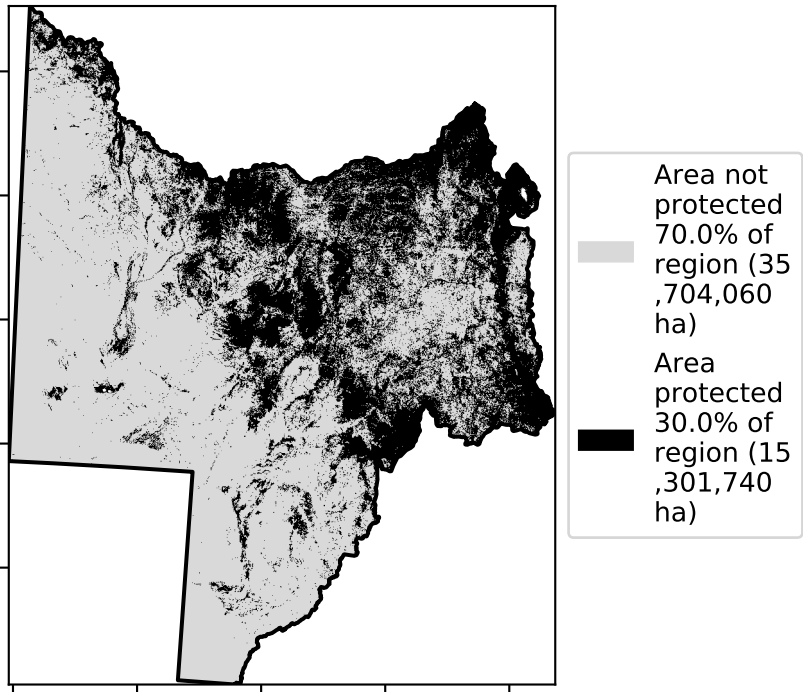 Area not
protected
70.0% of
region (35
,704,060
ha)
Area
protected
30.0% of
region (15
,301,740
ha)